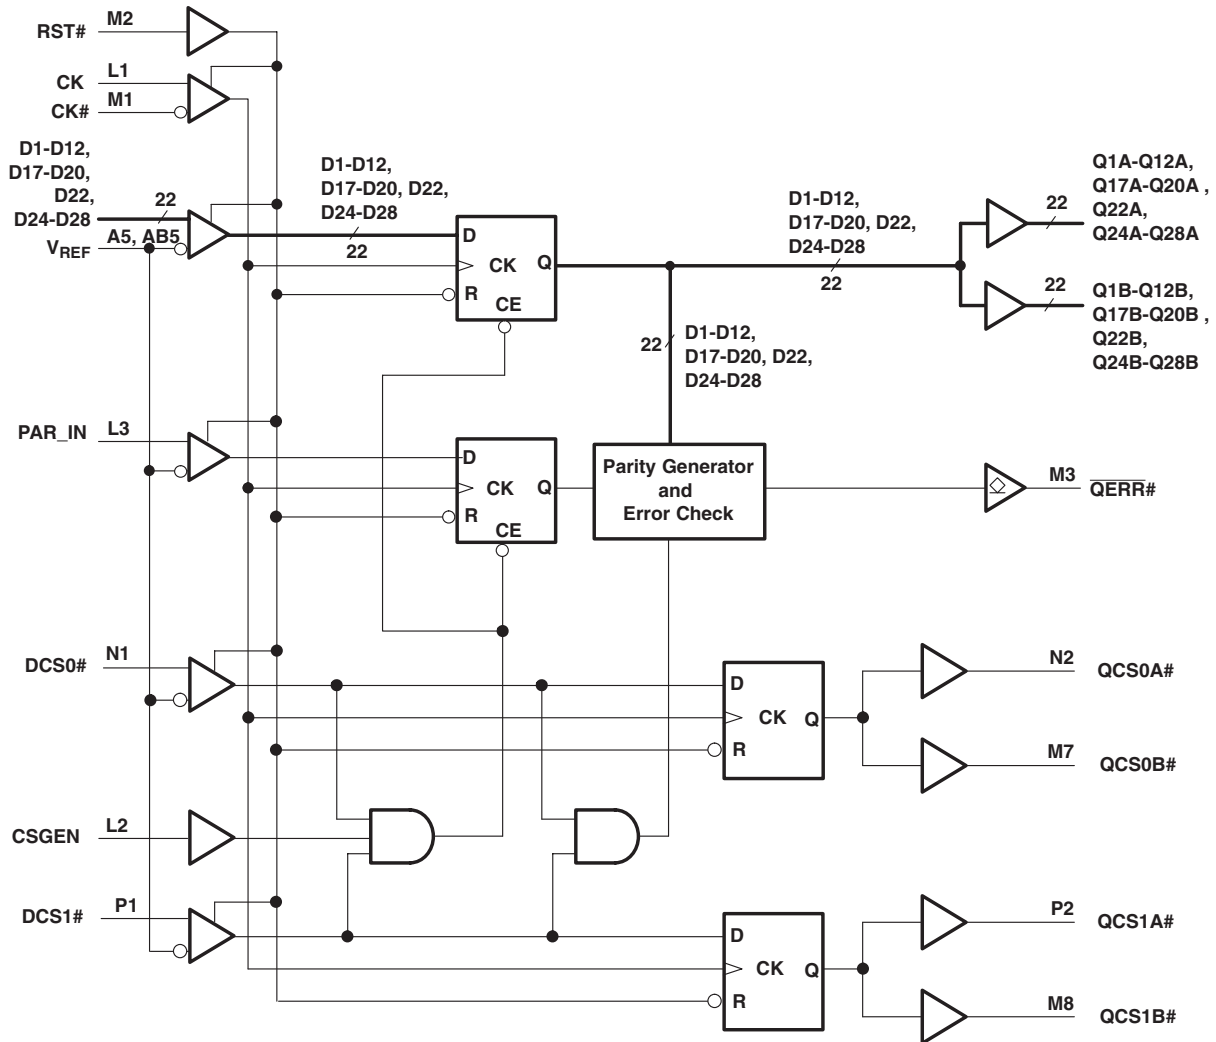 RST#
M2
CK
L1
CK#
M1
D1-D12,
D17-D20,
D22,
D24-D28
22
VREF
A5, AB5
D1-D12,
D17-D20, D22,
D24-D28
22
D
CK
Q
R
CE
D1-D12,
D17-D20, D22,
D24-D28
22
22
Q1A-Q12A,
Q17A-Q20A ,
Q22A,
Q24A-Q28A
22
Q1B-Q12B,
Q17B-Q20B ,
Q22B,
Q24B-Q28B
22
D1-D12,
D17-D20, D22,
D24-D28
PAR_IN
L3
D
CK
Q
R
CE
Parity Generator
and
Error Check
M3
QERR#
DCS0#
N1
D
CK
Q
R
N2
QCS0A#
M7
QCS0B#
CSGEN
L2
DCS1#
P1
D
CK
Q
R
P2
QCS1A#
M8
QCS1B#